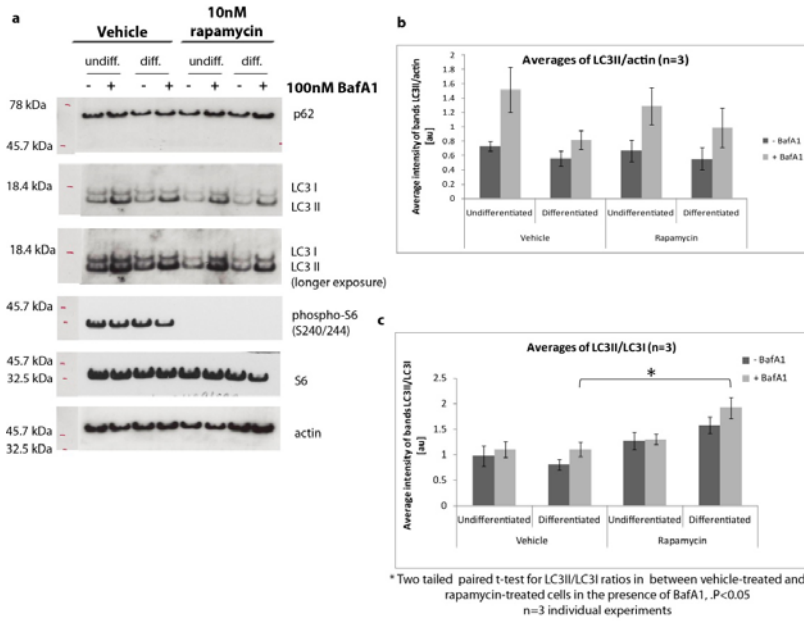 a
Vehicle
10nM
rapamycin
undiff. diff. undiff. diff.
- + - + - + - + 100nM BafA1
78 kDa
p62
45.7 kDa
18.4 kDa
LC3 I
LC3 II
18.4 kDa
LC3 I
LC3 II
(longer exposure)
45.7 kDa
phospho-S6
(S240/244)
32.5 kDa
45.7 kDa
32.5 kDa
S6
45.7 kDa
actin
32.5 kDa
b
Averages of LC3II/actin (n=3)
Average intensity of bands LC3II/actin
[au]
2
1.8
1.6
1.4
1.2
1
0.8
0.6
0.4
0.2
0
- BafA1
+ BafA1
Undifferentiated Differentiated Undifferentiated Differentiated
Vehicle Rapamycin
c
Averages of LC3II/LC3I (n=3)
Average intensity of bands LC3II/LC3I
[au]
2.5
2
1.5
1
0.5
0
*
- BafA1
+ BafA1
Undifferentiated Differentiated Undifferentiated Differentiated
Vehicle Rapamycin
* Two tailed paired t-test for LC3II/LC3I ratios in between vehicle-treated and
rapamycin-treated cells in the presence of BafA1, .P<0.05
n=3 individual experiments